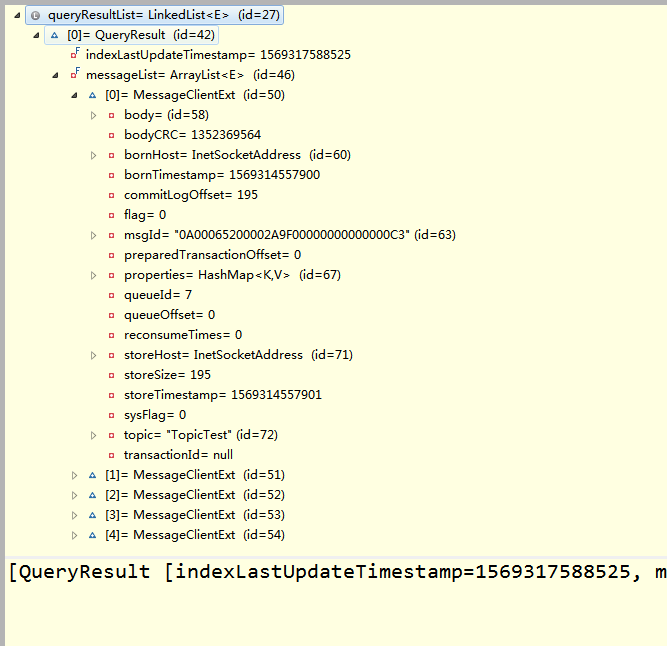 queryResultList= LinkedList<E> (id=27)
[0]= QueryResult (id=42)
indexLastUpdateTimestamp= 1569317588525
messageList= ArrayList<E> (id=46)
[0]= MessageClientExt (id=50)
body= (id=58)
bodyCRC= 1352369564
bornHost= InetSocketAddress (id=60)
bornTimestamp= 1569314557900
commitLogOffset= 195
flag= 0
msgId= "0A00065200002A9F00000000000000C3" (id=63)
preparedTransactionOffset= 0
properties= HashMap<K,V> (id=67)
queueId= 7
queueOffset= 0
reconsumeTimes= 0
storeHost= InetSocketAddress (id=71)
storeSize= 195
storeTimestamp= 1569314557901
sysFlag= 0
topic= "TopicTest" (id=72)
transactionId= null
[1]= MessageClientExt (id=51)
[2]= MessageClientExt (id=52)
[3]= MessageClientExt (id=53)
[4]= MessageClientExt (id=54)
[QueryResult [indexLastUpdateTimestamp=1569317588525, m